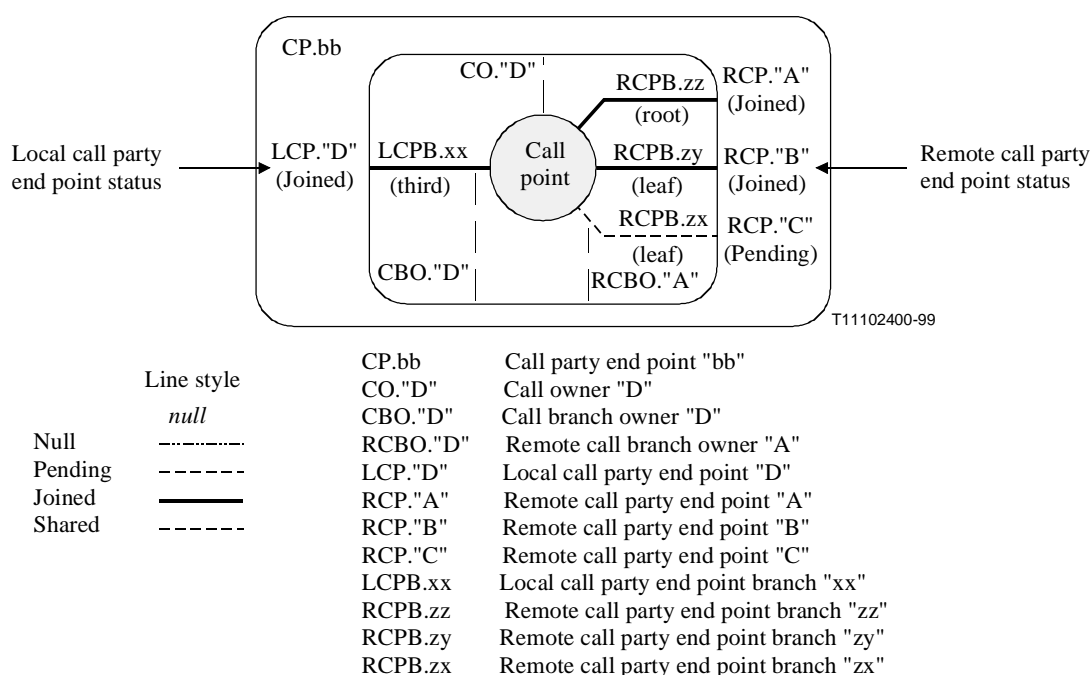 CP.bb
CO."D"
RCPB.zz
RCP."A"
(root)
(Joined)
Local call party
end point status
LCP."D"
(Joined)
LCPB.xx
(third)
Call
point
RCPB.zy
(leaf)
RCP."B"
(Joined)
Remote call party
end point status
RCPB.zx
(leaf)
RCP."C"
(Pending)
CBO."D"
RCBO."A"
T11102400-99
Line style
null
Null
Pending
Joined
Shared
CP.bb Call party end point "bb"
CO."D" Call owner "D"
CBO."D" Call branch owner "D"
RCBO."D" Remote call branch owner "A"
LCP."D" Local call party end point "D"
RCP."A" Remote call party end point "A"
RCP."B" Remote call party end point "B"
RCP."C" Remote call party end point "C"
LCPB.xx Local call party end point branch "xx"
RCPB.zz Remote call party end point branch "zz"
RCPB.zy Remote call party end point branch "zy"
RCPB.zx Remote call party end point branch "zx"